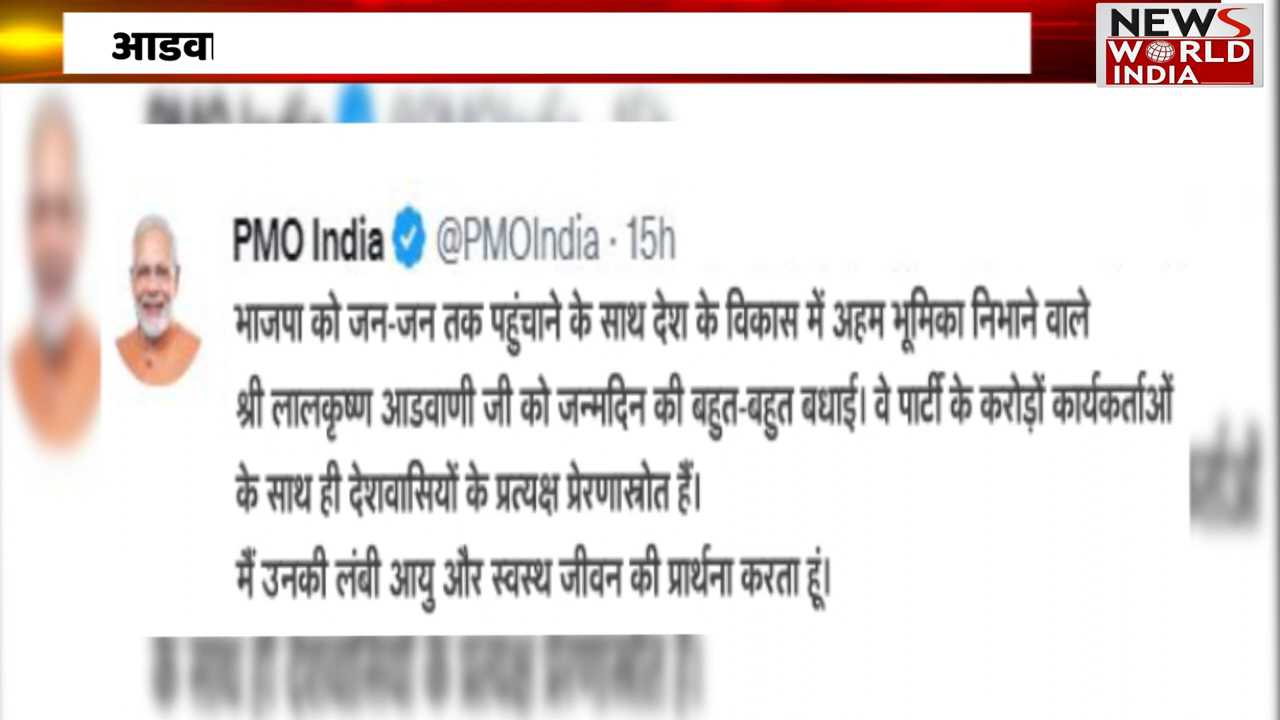 आडवा
NEWS
WORLD
INDIA
PMO India @PMOIndia · 15h
भाजपा को जन-जन तक पहुंचाने के साथ देश के विकास में अहम भूमिका निभाने वाले
श्री लालकृष्ण आडवाणी जी को जन्मदिन की बहुत-बहुत बधाई। वे पार्टी के करोड़ों कार्यकर्ताओं
के साथ ही देशवासियों के प्रत्यक्ष प्रेरणास्रोत हैं।
मैं उनकी लंबी आयु और स्वस्थ जीवन की प्रार्थना करता हूं।